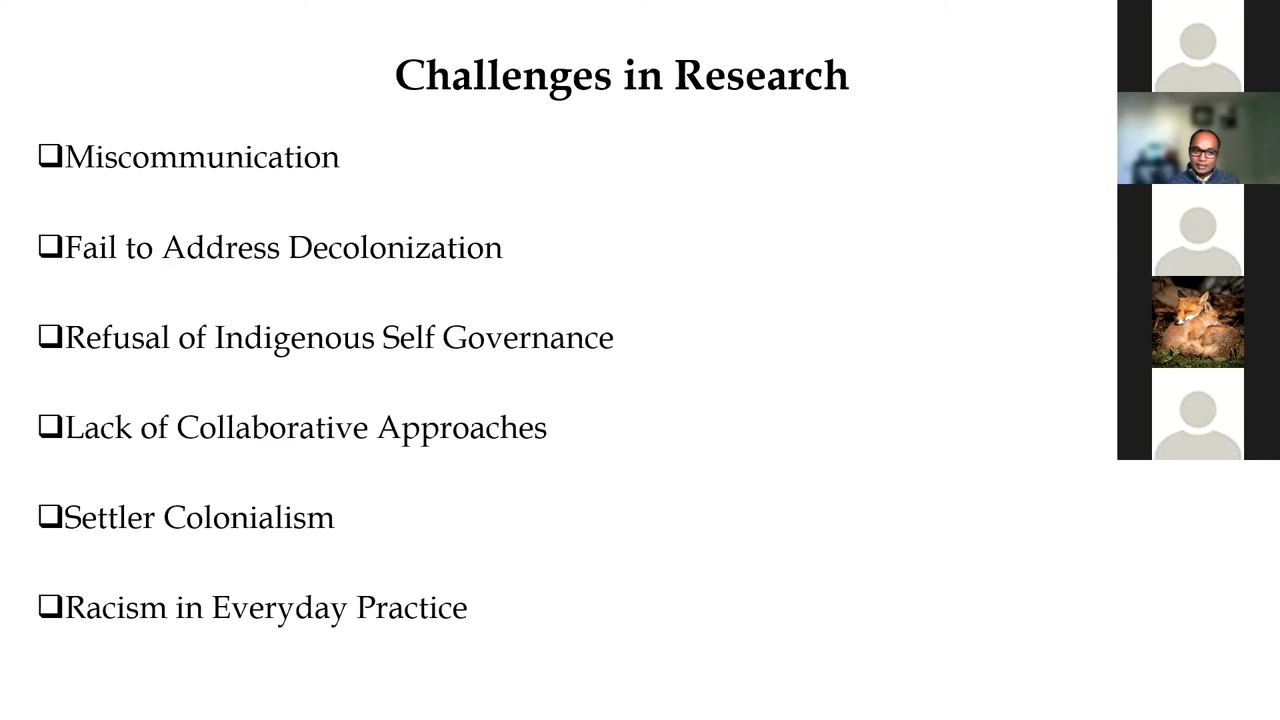 Challenges in Research
❑Miscommunication
❑Fail to Address Decolonization
❑Refusal of Indigenous Self Governance
❑Lack of Collaborative Approaches
❑Settler Colonialism
❑Racism in Everyday Practice